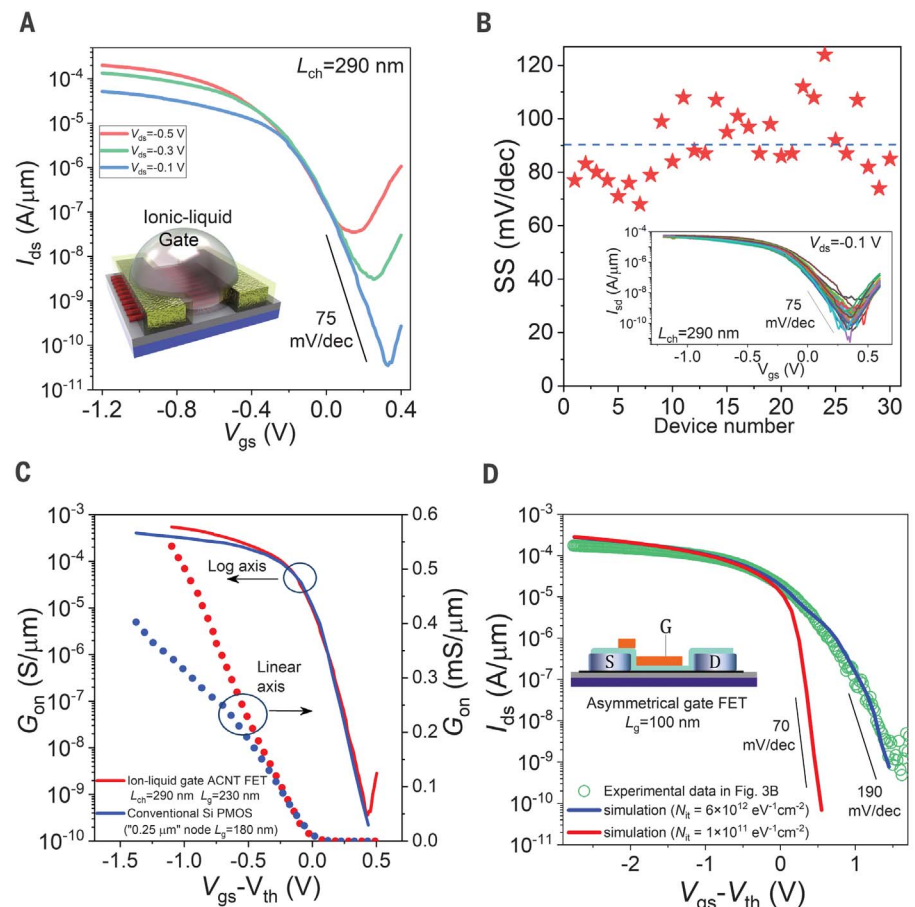 A
L_ch=290 nm
10^-4
10^-5
10^-6
10^-7
10^-8
10^-9
10^-10
10^-11
I_ds (A/μm)
V_ds=-0.5 V
V_ds=-0.3 V
V_ds=-0.1 V
Ionic-liquid
Gate
75
mV/dec
-1.2
-0.8
-0.4
0.0
0.4
V_gs (V)
B
120
100
80
60
40
20
0
SS (mV/dec)
10^-4
10^-6
10^-8
10^-10
I_sd (A/μm)
V_ds=-0.1 V
75
mV/dec
L_ch=290 nm
-1.0
-0.5
0.0
0.5
V_gs (V)
0
5
10
15
20
25
30
Device number
C
10^-3
10^-4
10^-5
10^-6
10^-7
10^-8
10^-9
10^-10
G_on (S/μm)
Log axis
Linear
axis
Ion-liquid gate ACNT FET
L_ch=290 nm L_g=230 nm
Conventional Si PMOS
("0.25 μm" node L_g=180 nm)
0.6
0.5
0.4
0.3
0.2
0.1
0.0
G_on (mS/μm)
-1.5
-1.0
-0.5
0.0
0.5
V_gs-V_th (V)
D
10^-3
10^-4
10^-5
10^-6
10^-7
10^-8
10^-9
10^-10
10^-11
I_ds (A/μm)
G
S
D
Asymmetrical gate FET
L_g=100 nm
70
mV/dec
190
mV/dec
Experimental data in Fig. 3B
simulation (N_it = 6×10^12 eV^-1cm^-2)
simulation (N_it = 1×10^11 eV^-1cm^-2)
-2
-1
0
1
V_gs-V_th (V)